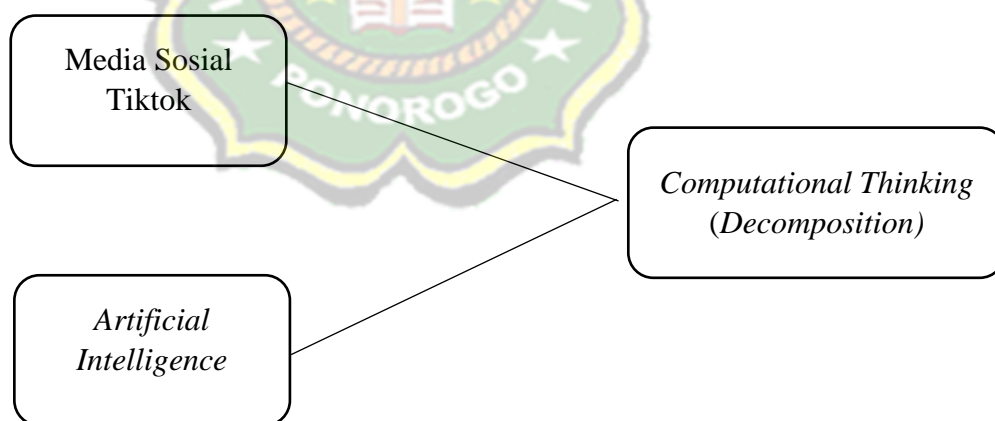 Media Sosial
Tiktok
PONOROGO
Computational Thinking
(Decomposition)
Artificial
Intelligence